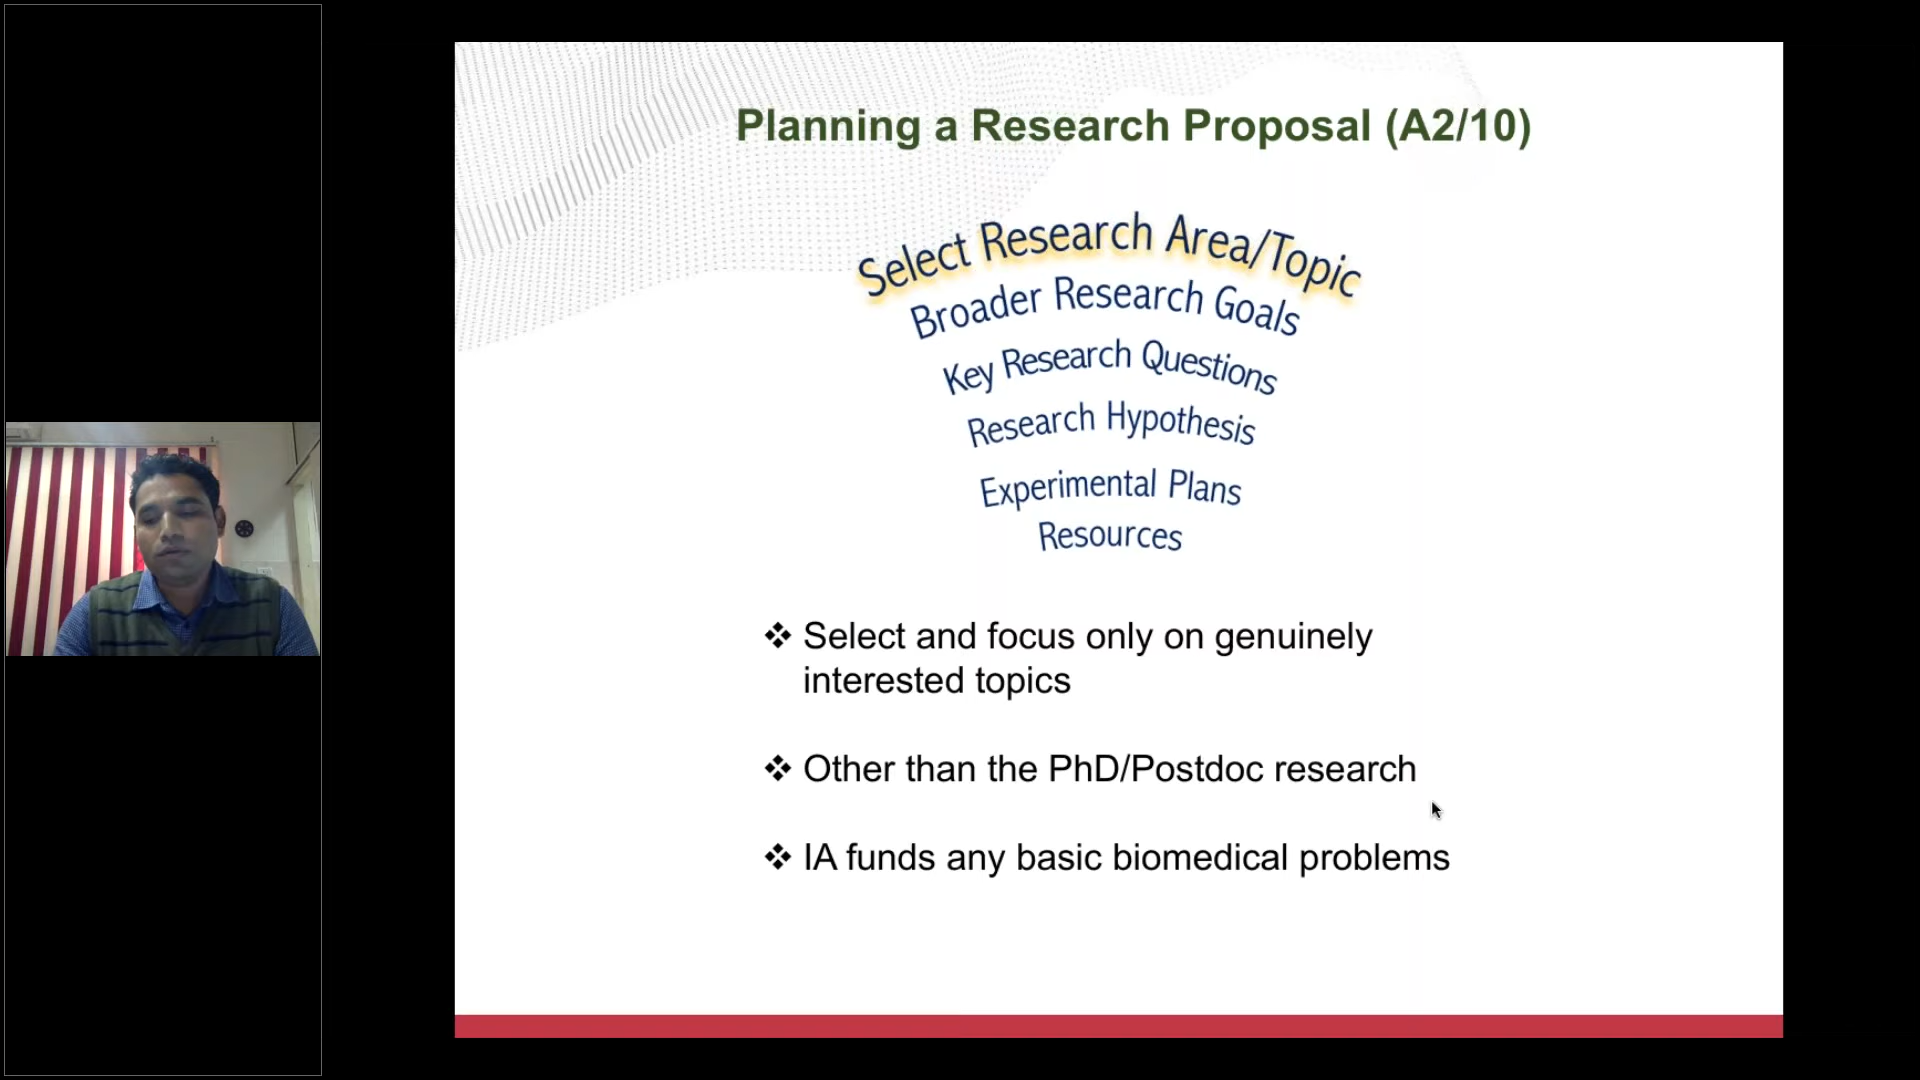 Planning a Research Proposal (A2/10)
Select Research Area/Topic
Broader Research Goals
Key Research Questions
Research Hypothesis
Experimental Plans
Resources
❖ Select and focus only on genuinely
interested topics
❖ Other than the PhD/Postdoc research
❖ IA funds any basic biomedical problems